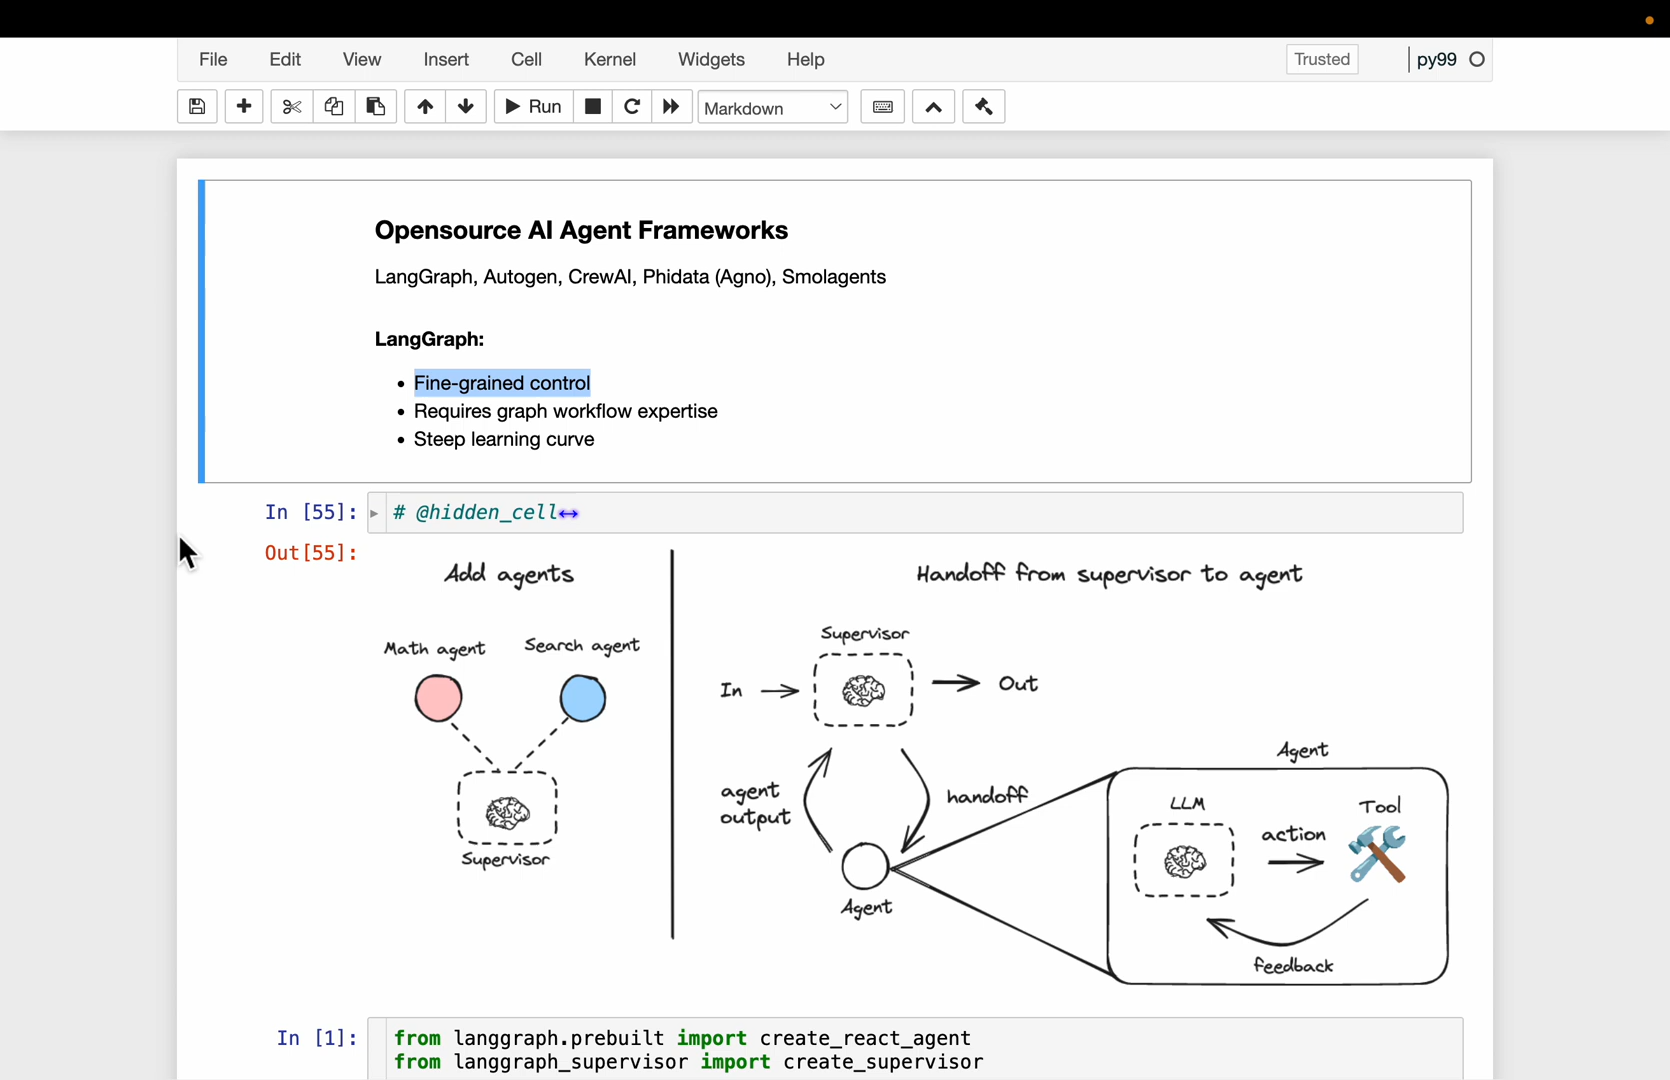 File Edit View Insert Cell Kernel Widgets Help Trusted py99
Run Markdown
Opensource AI Agent Frameworks
LangGraph, Autogen, CrewAI, Phidata (Agno), Smolagents
LangGraph:
• Fine-grained control
• Requires graph workflow expertise
• Steep learning curve
In [55]: # @hidden_cell
Out[55]:
Add agents
Math agent Search agent
Supervisor
Handoff from supervisor to agent
Supervisor
In Out
agent
output
handoff
Agent
Agent
LLM
action
Tool
feedback
In [1]: from langgraph.prebuilt import create_react_agent
from langgraph_supervisor import create_supervisor